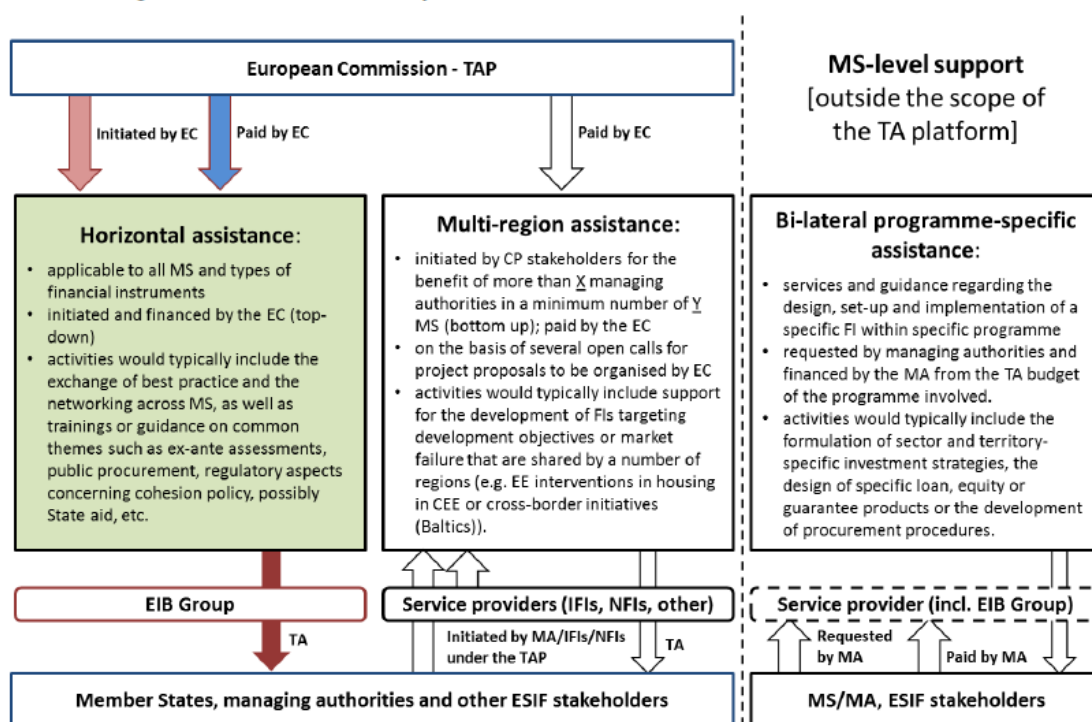 European Commission - TAP
MS-level support
[outside the scope of
the TA platform]
Initiated by EC
Paid by EC
Paid by EC
Horizontal assistance:
• applicable to all MS and types of
financial instruments
• initiated and financed by the EC (top-
down)
• activities would typically include the
exchange of best practice and the
networking across MS, as well as
trainings or guidance on common
themes such as ex-ante assessments,
public procurement, regulatory aspects
concerning cohesion policy, possibly
State aid, etc.
Multi-region assistance:
• initiated by CP stakeholders for the
benefit of more than X managing
authorities in a minimum number of Y
MS (bottom up); paid by the EC
• on the basis of several open calls for
project proposals to be organised by EC
• activities would typically include support
for the development of FIs targeting
development objectives or market
failure that are shared by a number of
regions (e.g. EE interventions in housing
in CEE or cross-border initiatives
(Baltics)).
Bi-lateral programme-specific
assistance:
• services and guidance regarding the
design, set-up and implementation of a
specific FI within specific programme
• requested by managing authorities and
financed by the MA from the TA budget
of the programme involved.
• activities would typically include the
formulation of sector and territory-
specific investment strategies, the
design of specific loan, equity or
guarantee products or the development
of procurement procedures.
EIB Group
Service providers (IFIs, NFIs, other)
Service provider (incl. EIB Group)
TA
Initiated by MA/IFIs/NFIs
under the TAP
TA
Requested
by MA
Paid by MA
Member States, managing authorities and other ESIF stakeholders
MS/MA, ESIF stakeholders